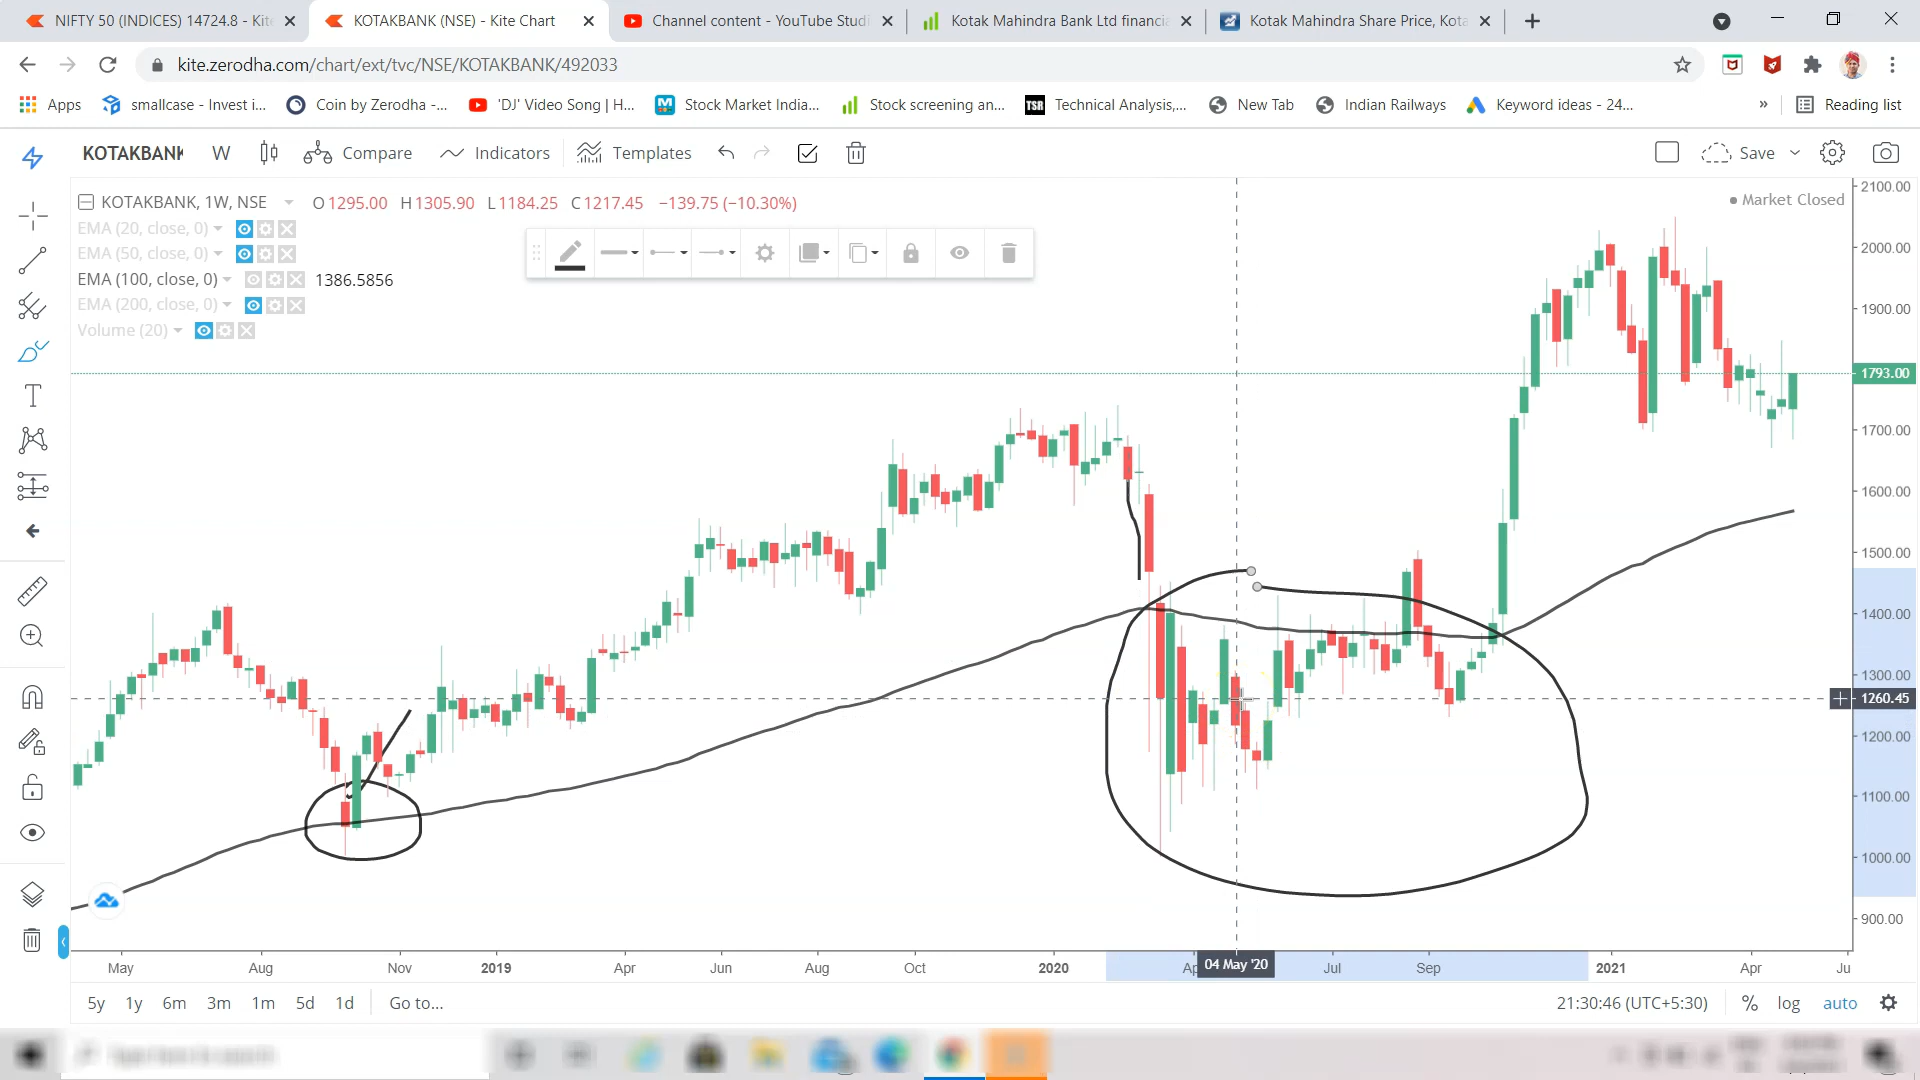 NIFTY 50 (INDICES) 14724.8 - Kite
KOTAKBANK (NSE) - Kite Chart
Channel content - YouTube Studi
Kotak Mahindra Bank Ltd financia
Kotak Mahindra Share Price, Kota
kite.zerodha.com/chart/ext/tvc/NSE/KOTAKBANK/492033
Apps
smallcase - Invest i...
Coin by Zerodha -...
'DJ' Video Song | H...
Stock Market India...
Stock screening an...
TSR
Technical Analysis,...
New Tab
Indian Railways
Keyword ideas - 24...
»
Reading list
KOTAKBANK
W
Compare
Indicators
Templates
Save
KOTAKBANK, 1W, NSE
O1295.00 H1305.90 L1184.25 C1217.45 −139.75 (−10.30%)
Market Closed
EMA (20, close, 0)
EMA (50, close, 0)
EMA (100, close, 0) 1386.5856
EMA (200, close, 0)
Volume (20)
2100.00
2000.00
1900.00
1793.00
1700.00
1600.00
1500.00
1400.00
1300.00
1260.45
1200.00
1100.00
1000.00
900.00
May
Aug
Nov
2019
Apr
Jun
Aug
Oct
2020
Ap
04 May '20
Jul
Sep
2021
Apr
Ju
5y 1y 6m 3m 1m 5d 1d Go to...
21:30:46 (UTC+5:30) % log auto